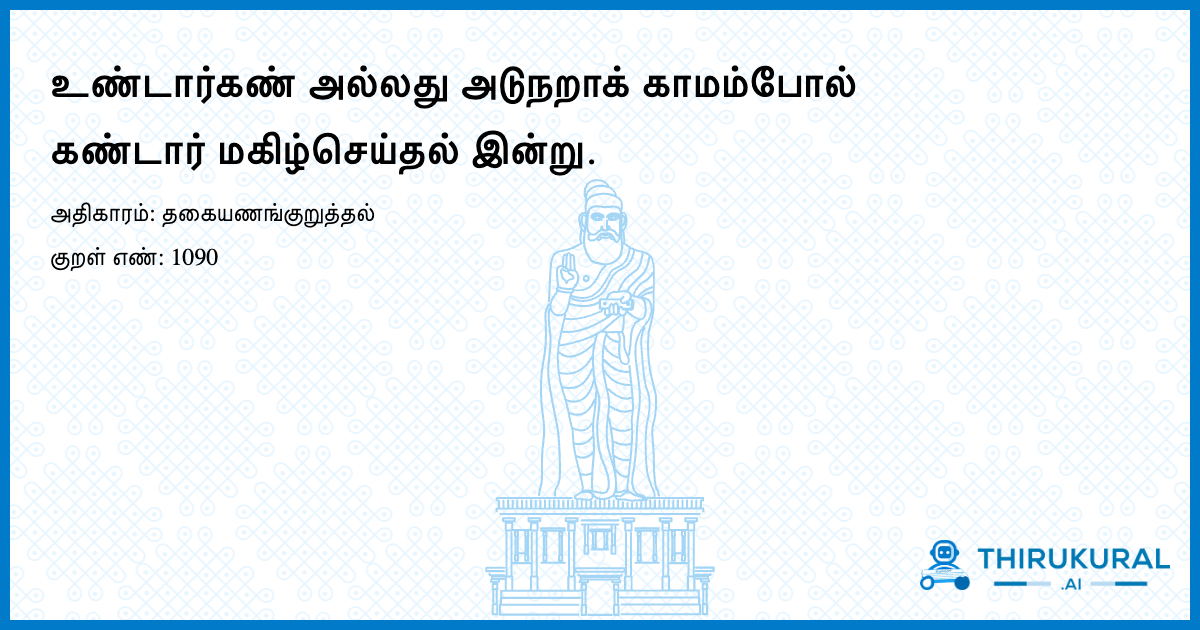 உண்டார்கண் அல்லது அடுநறாக் காமம்போல்
கண்டார் மகிழ்செய்தல் இன்று.
அதிகாரம்: தகையணங்குறுத்தல்
குறள் எண்: 1090
THIRUKURAL
.AI